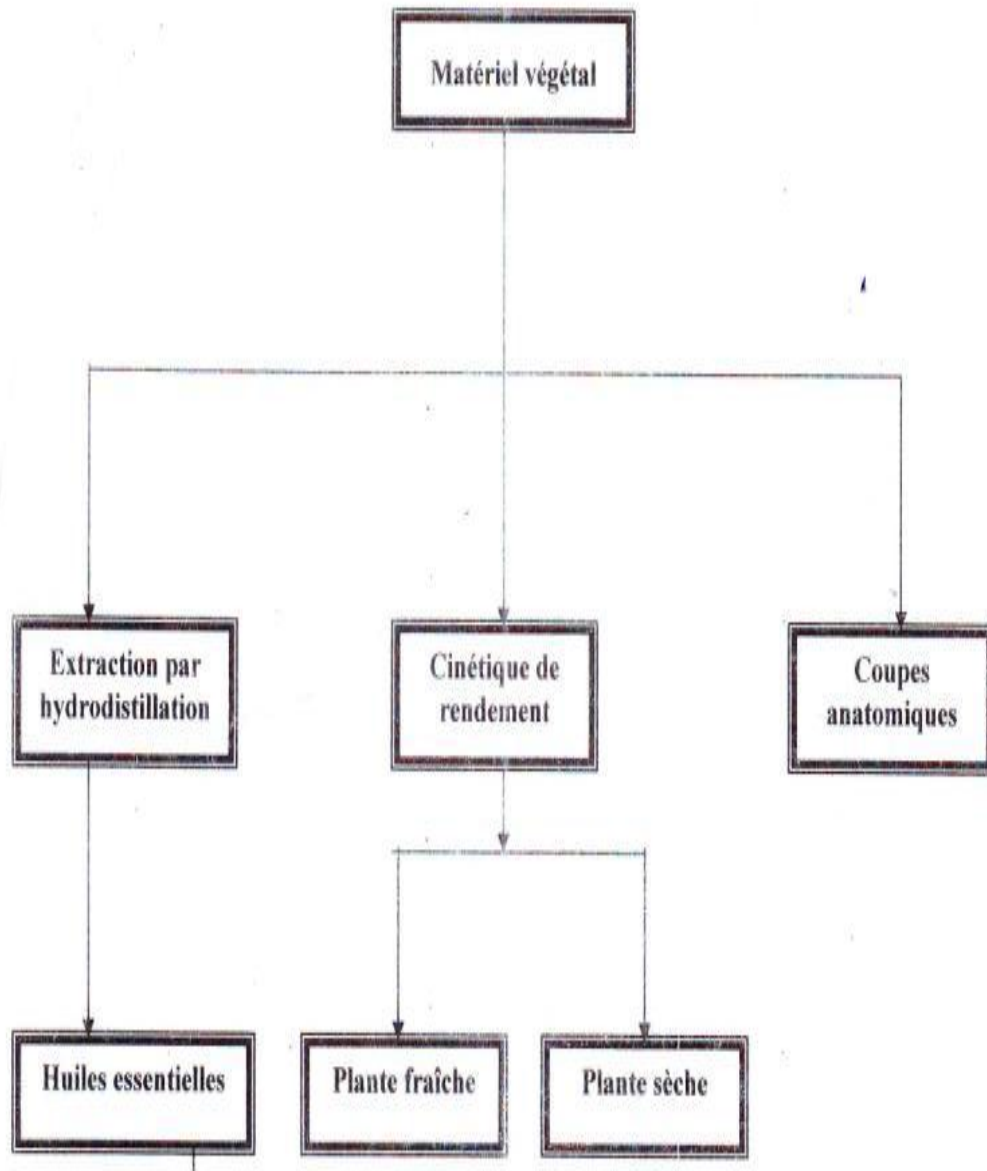 Matériel végétal
Extraction par
hydrodistillation
Cinétique de
rendement
Coupes
anatomiques
Huiles essentielles
Plante fraîche
Plante sèche